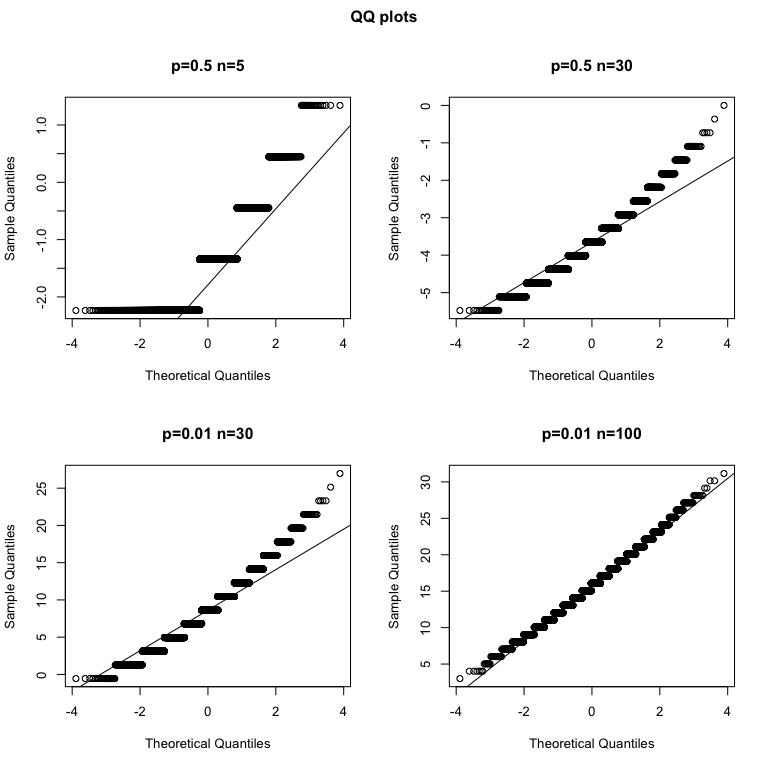 QQ plots
p=0.5 n=5
Sample Quantiles
1.0
0.0
-1.0
-2.0
-4 -2 0 2 4
Theoretical Quantiles
p=0.5 n=30
Sample Quantiles
0
-1
-2
-3
-4
-5
-4 -2 0 2 4
Theoretical Quantiles
p=0.01 n=30
Sample Quantiles
25
20
15
10
5
0
-4 -2 0 2 4
Theoretical Quantiles
p=0.01 n=100
Sample Quantiles
30
25
20
15
10
5
-4 -2 0 2 4
Theoretical Quantiles